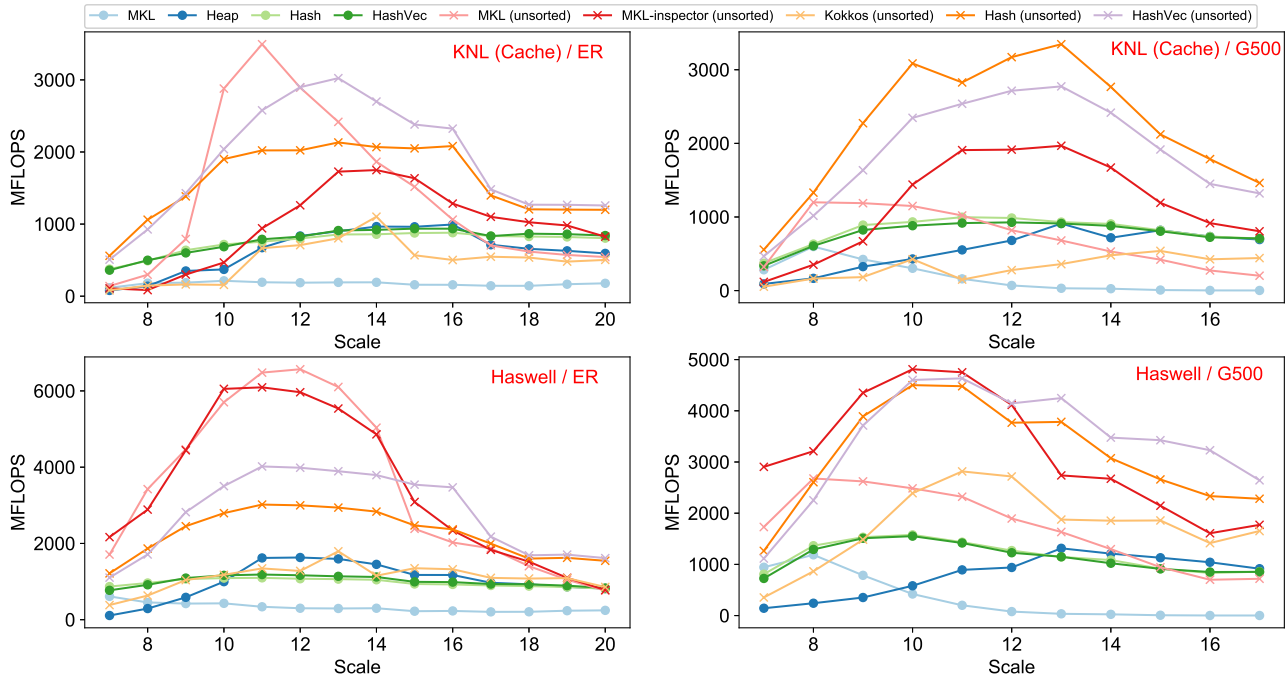 MKL Heap Hash HashVec MKL (unsorted) MKL-inspector (unsorted) Kokkos (unsorted) Hash (unsorted) HashVec (unsorted)
KNL (Cache) / ER
MFLOPS
3000
2000
1000
0
8 10 12 14 16 18 20
Scale
KNL (Cache) / G500
MFLOPS
3000
2000
1000
0
8 10 12 14 16
Scale
Haswell / ER
MFLOPS
6000
4000
2000
0
8 10 12 14 16 18 20
Scale
Haswell / G500
MFLOPS
5000
4000
3000
2000
1000
0
8 10 12 14 16
Scale